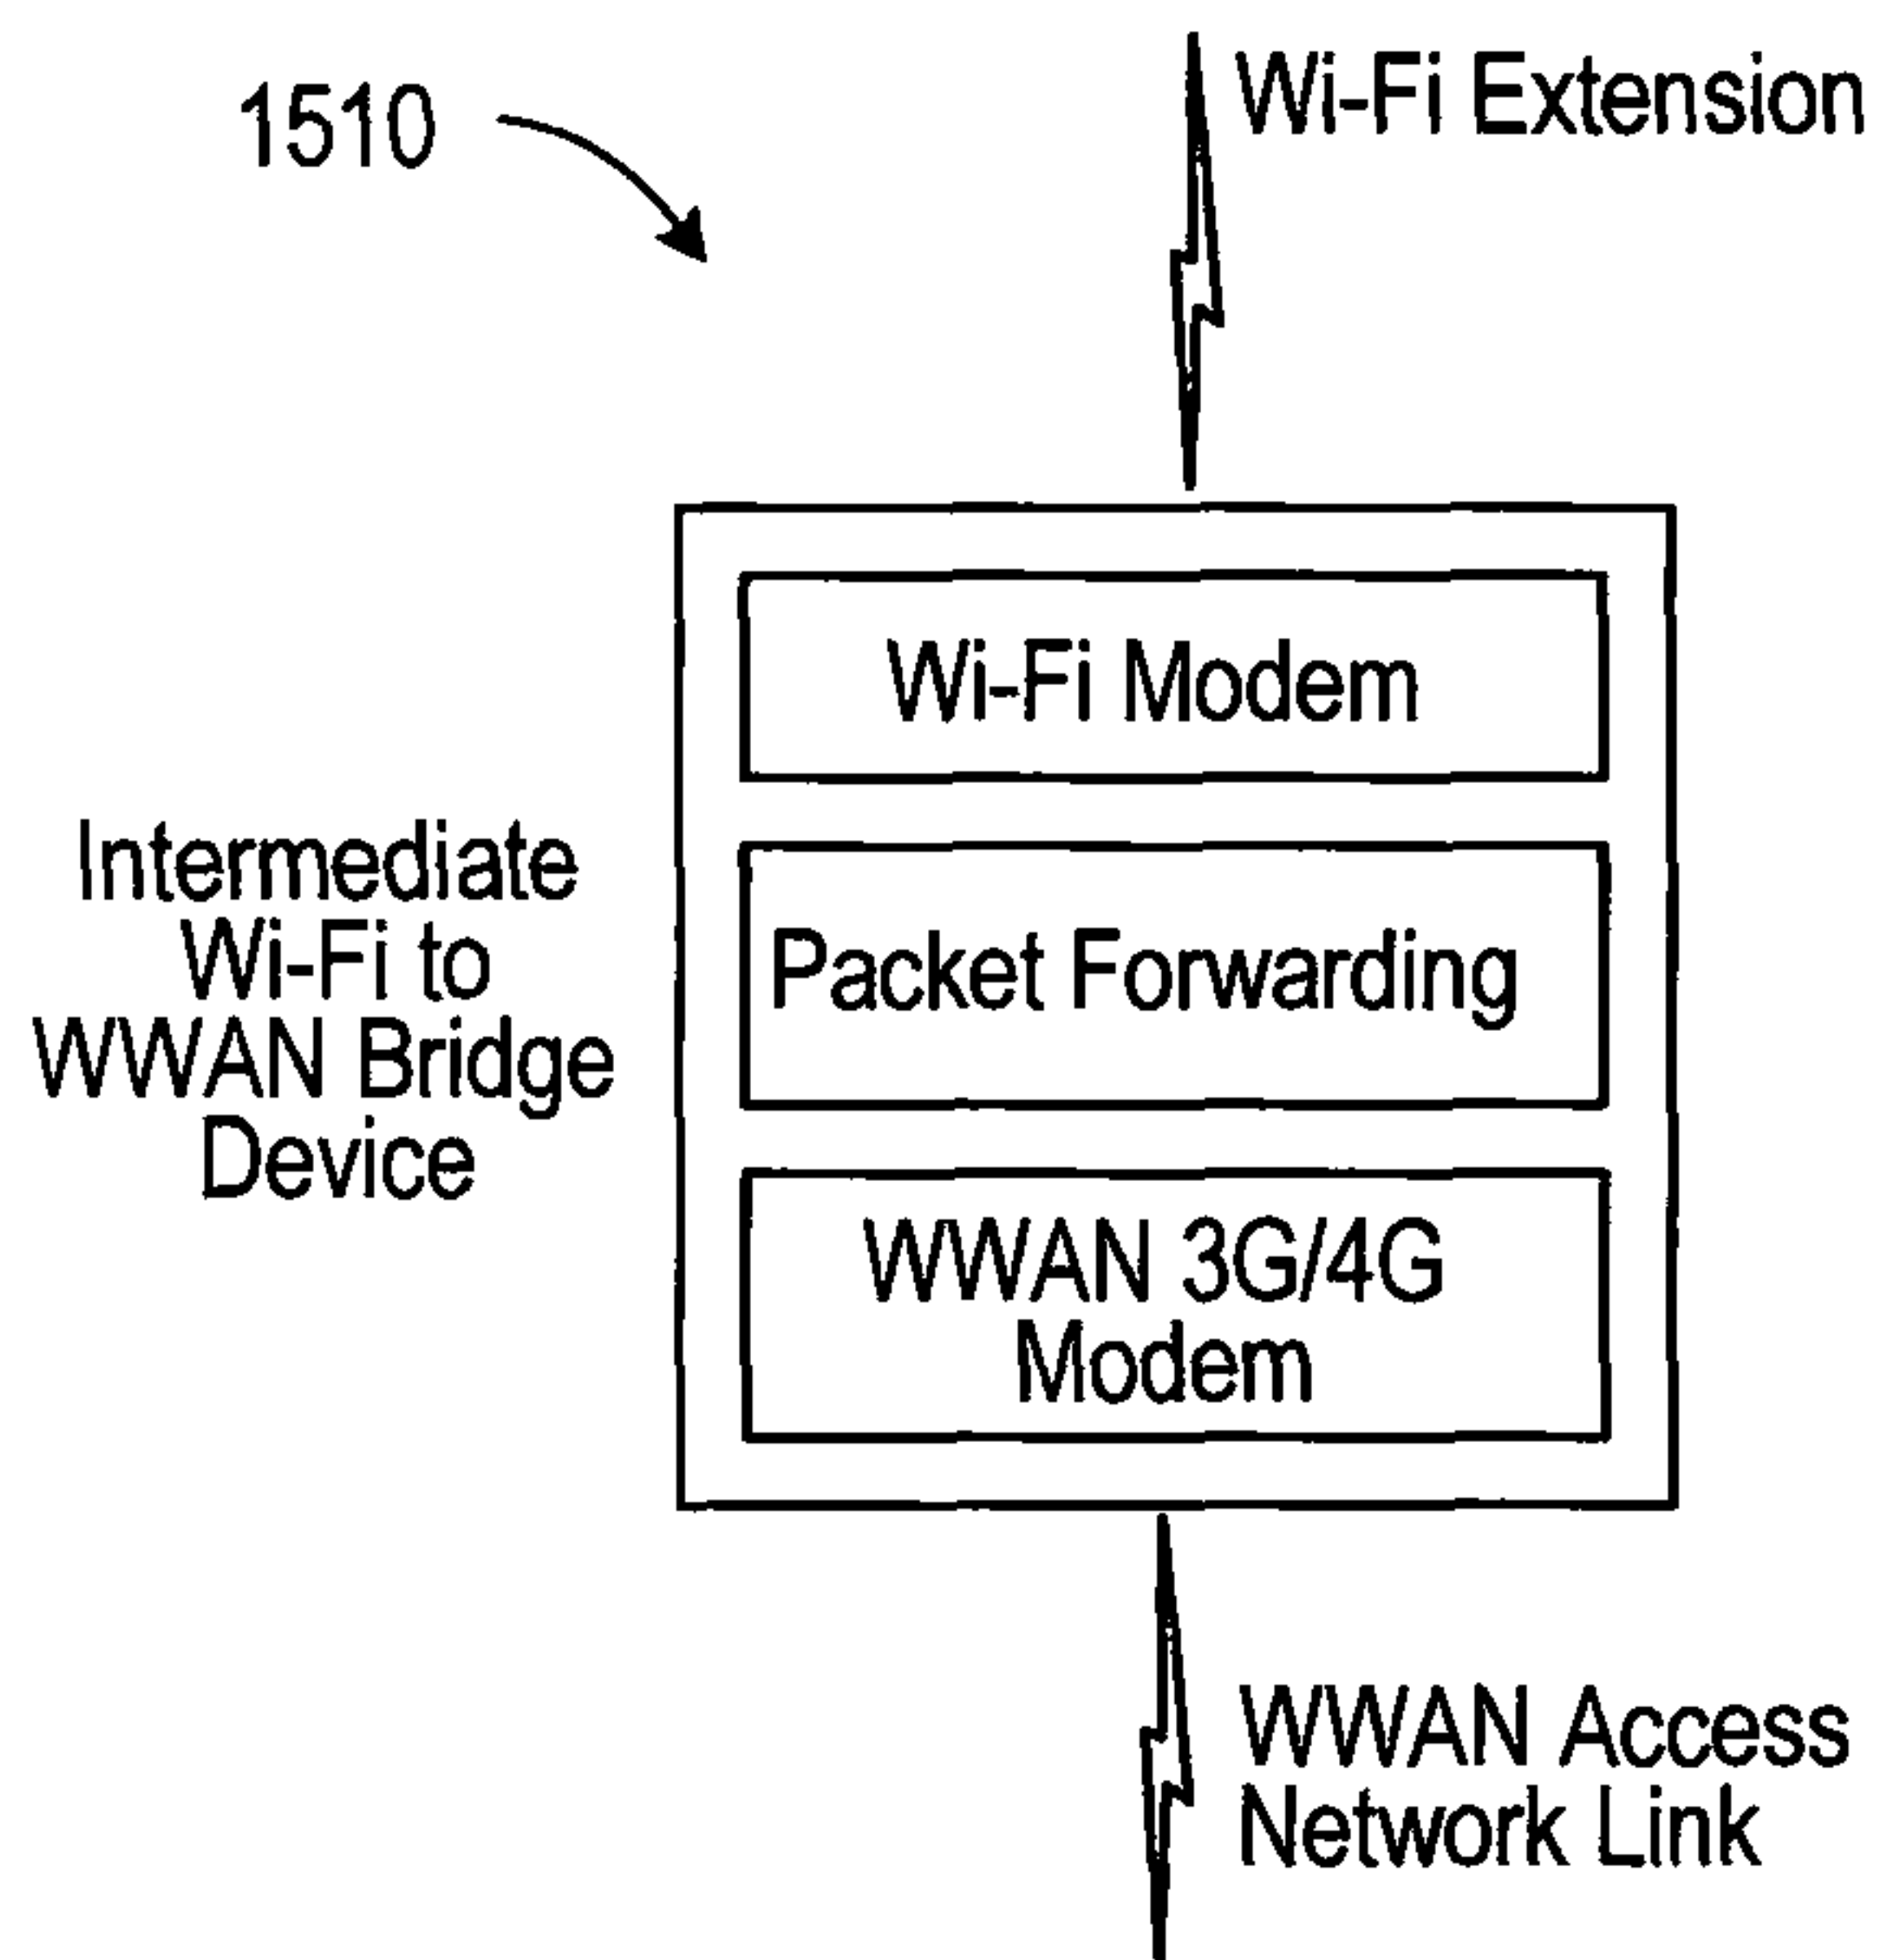 1510
Wi-Fi Extension
Wi-Fi Modem
Intermediate
Wi-Fi to
WWAN Bridge
Device
Packet Forwarding
WWAN 3G/4G
Modem
WWAN Access
Network Link